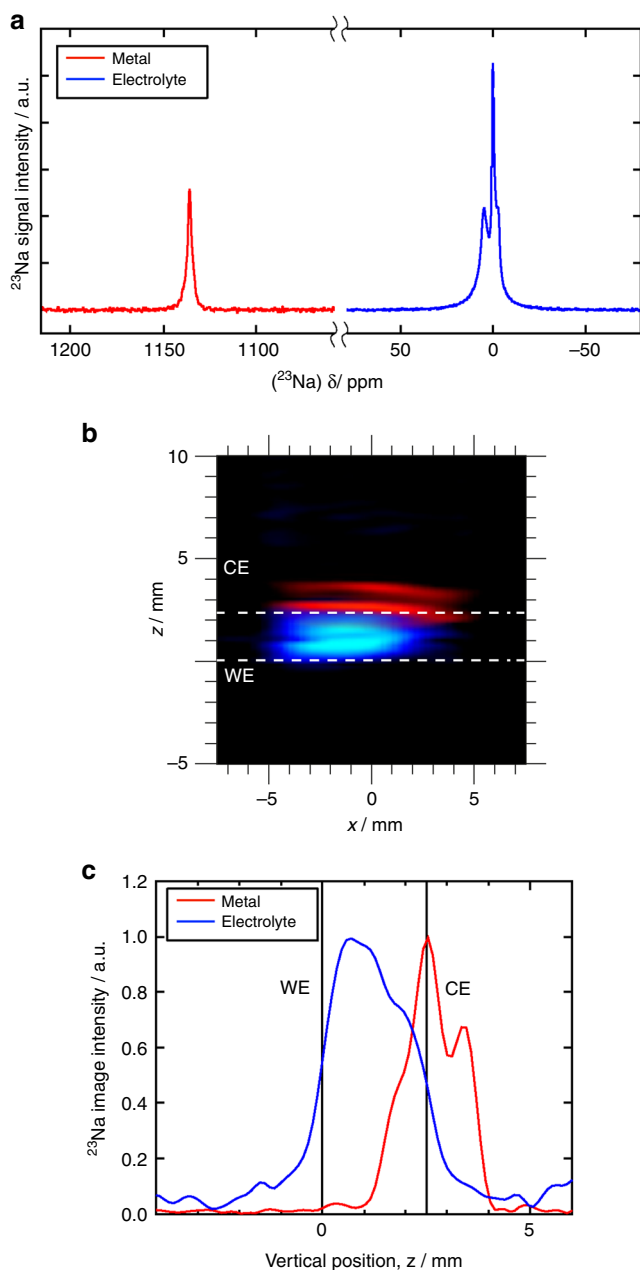 a
Metal
Electrolyte
²³Na signal intensity / a.u.
1200
1150
1100
50
0
–50
(²³Na) δ/ ppm
b
10
5
–5
z / mm
CE
WE
–5
0
5
x / mm
c
Metal
Electrolyte
1.2
1.0
0.8
0.6
0.4
0.2
0.0
WE
CE
²³Na image intensity / a.u.
0
5
Vertical position, z / mm